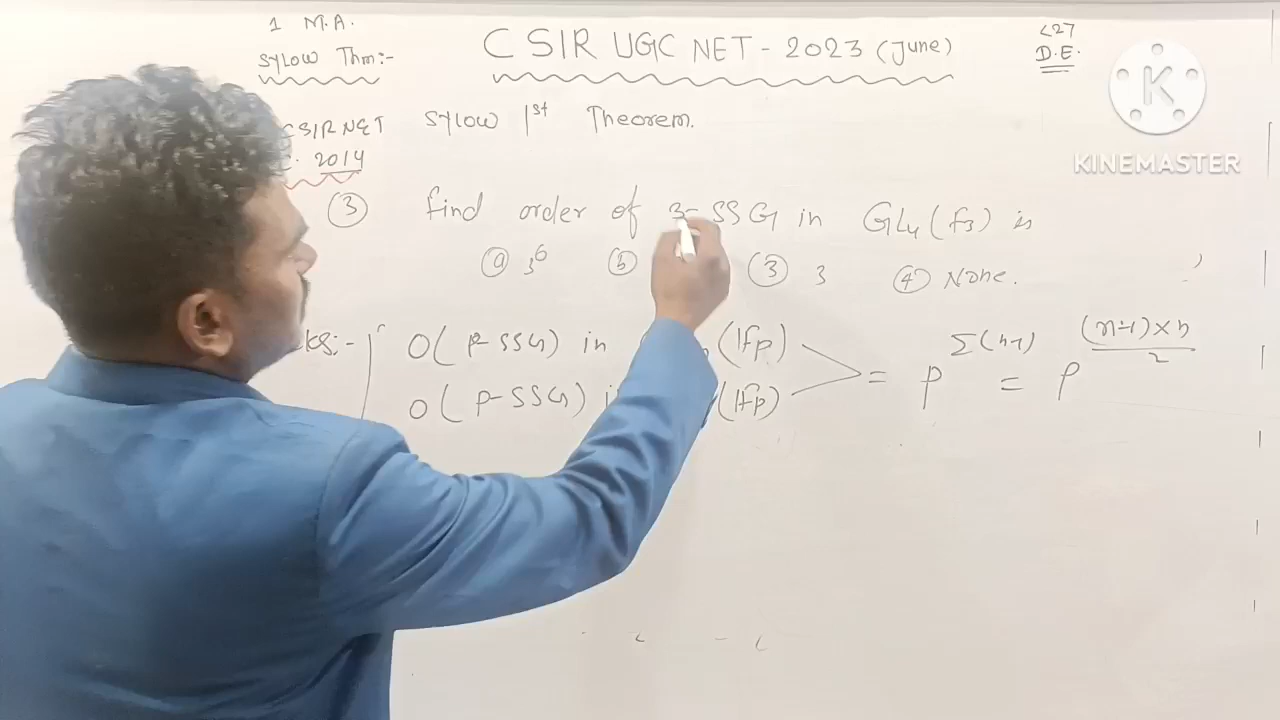 1 M.A.
Sylow Thm:-
CSIR UGC NET - 2023 (June)
<27
D.E.
K
KINEMASTER
CSIR NET
2014
Sylow 1st Theorem.
③ find order of 3-SSG in GL4(f3) is
ⓐ 3^6 ⓑ ③ 3 ④ None.
O( P-SSG) in (IFp)
O( P-SSG) (IFp)
= p^Σ(n-1) = p^(n-1)×n/2